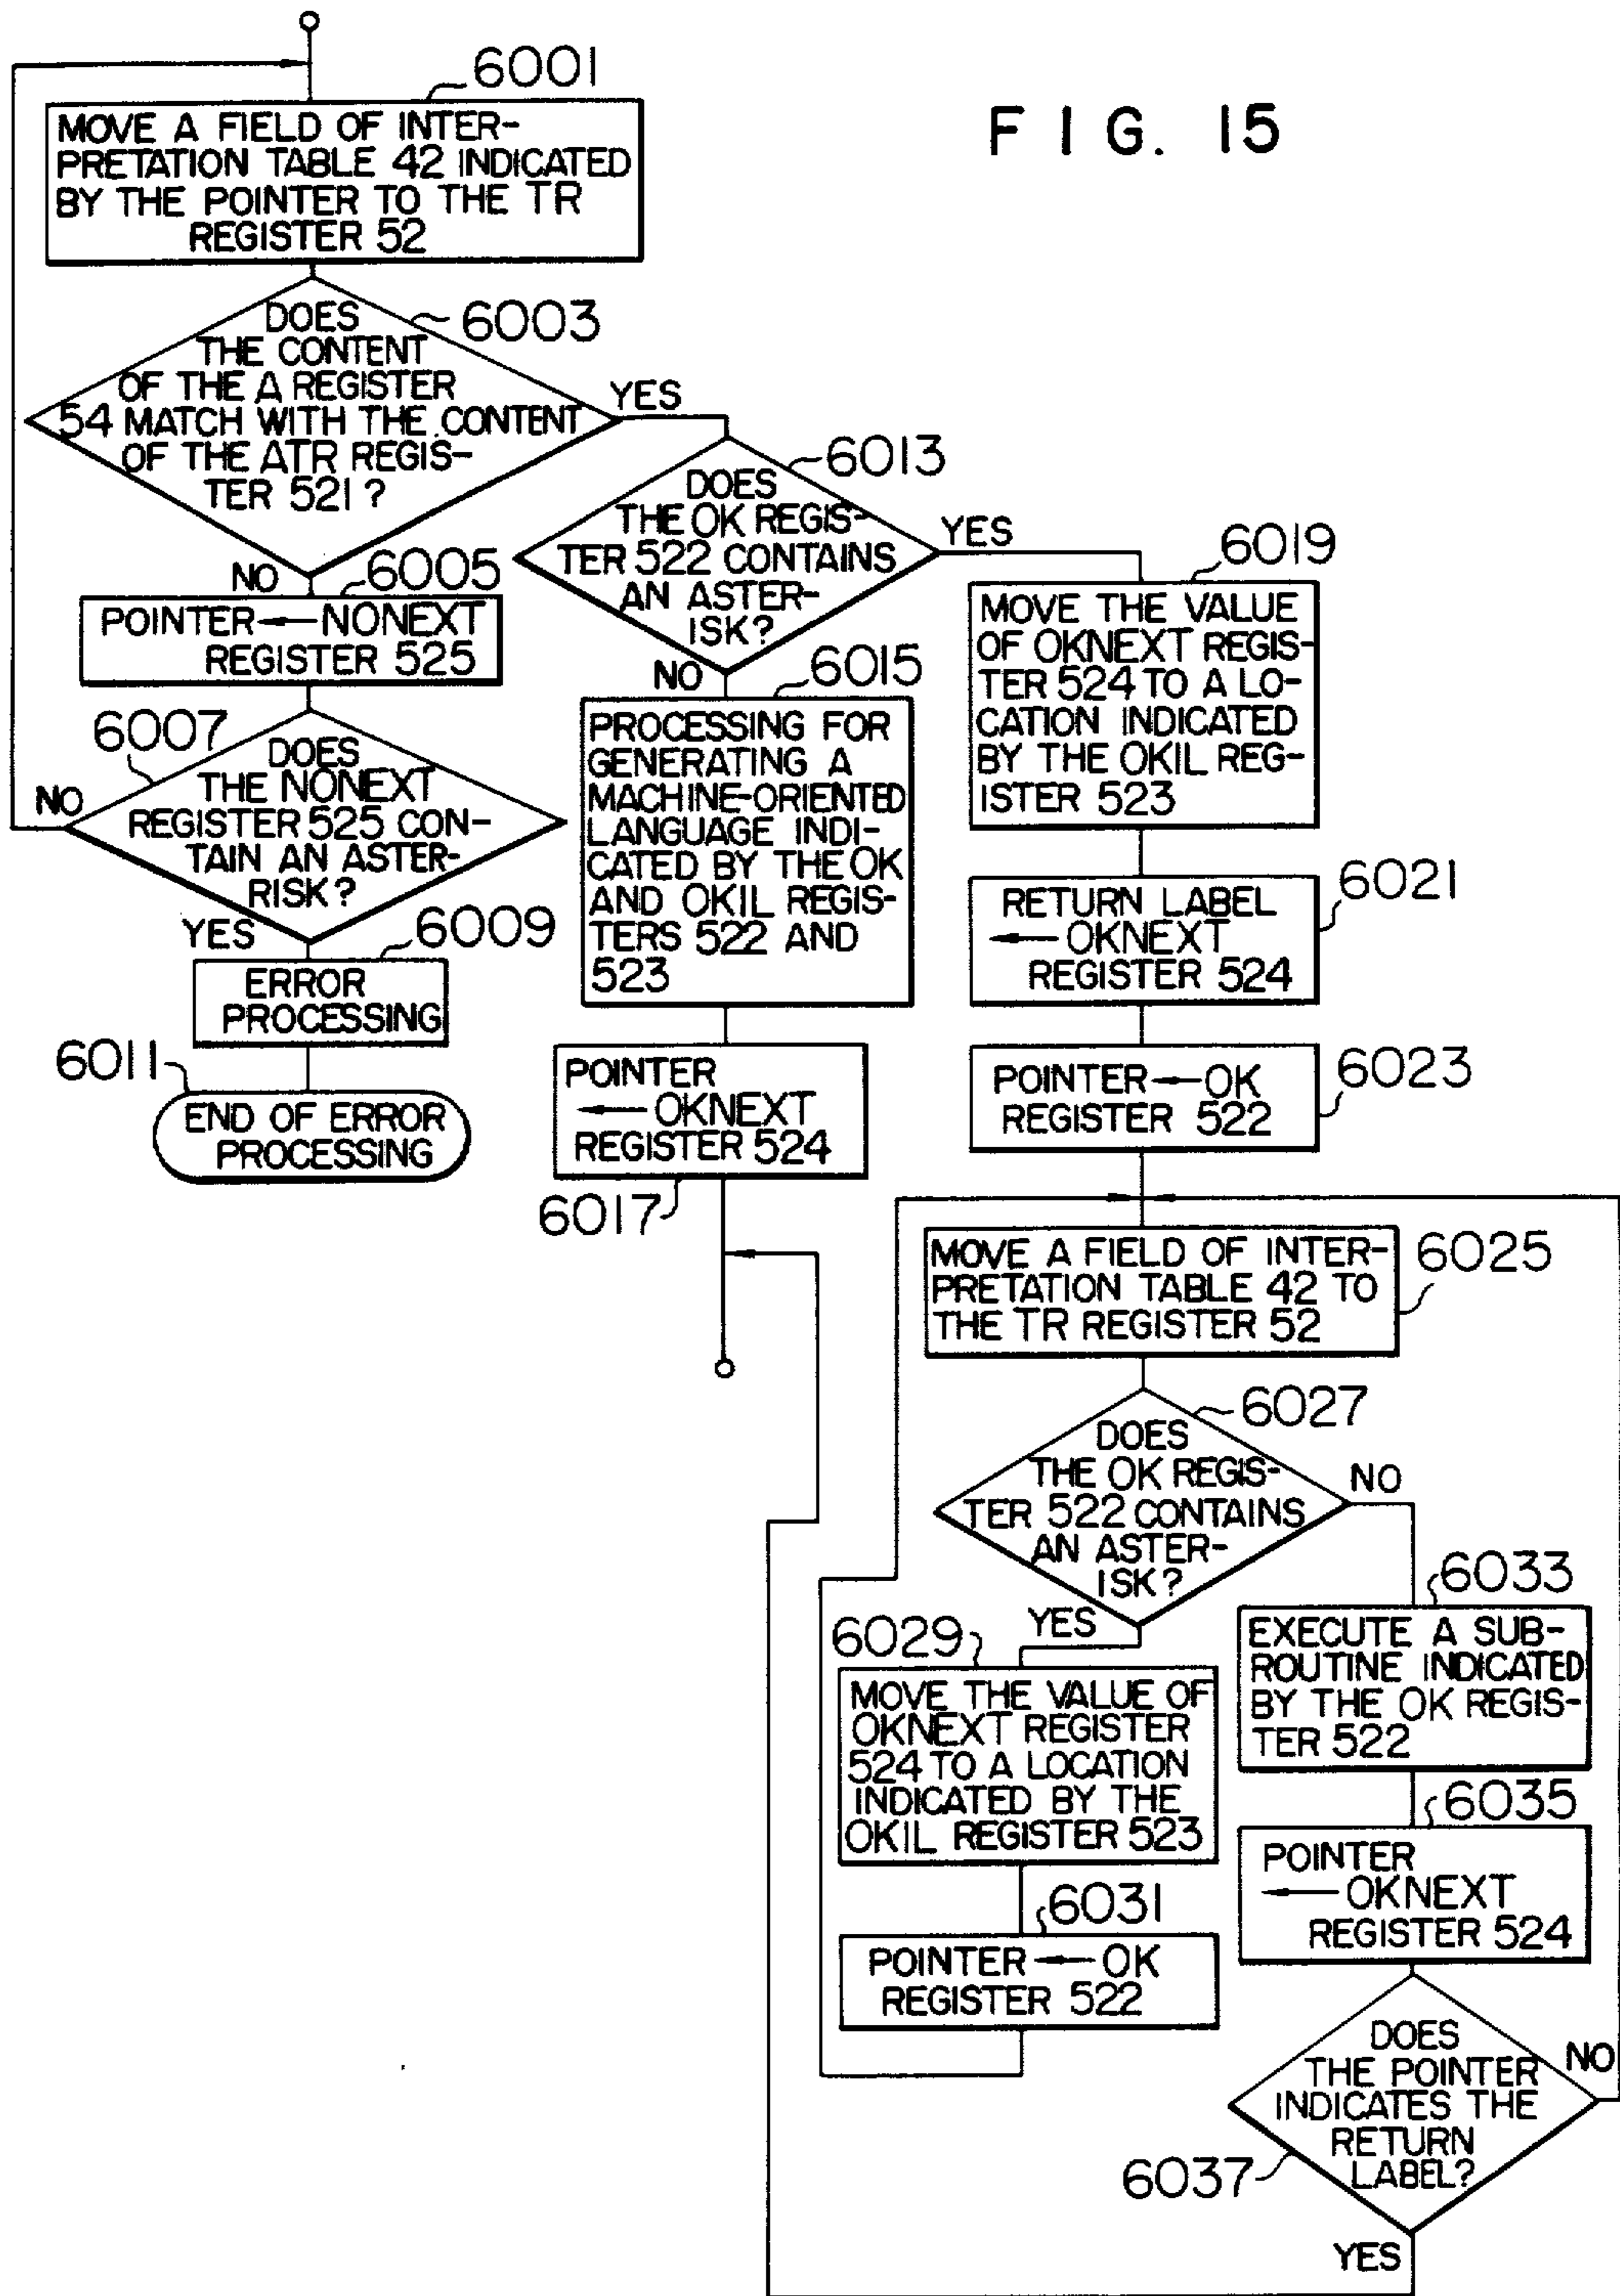 FIG. 15
6001
MOVE A FIELD OF INTER-
PRETATION TABLE 42 INDICATED
BY THE POINTER TO THE TR
REGISTER 52
6003
DOES
THE CONTENT
OF THE A REGISTER
54 MATCH WITH THE CONTENT
OF THE ATR REGIS-
TER 521?
YES
NO
6005
POINTER ← NONEXT
REGISTER 525
6007
DOES
THE NONEXT
REGISTER 525 CON-
TAIN AN ASTER-
RISK?
NO
YES
6009
ERROR
PROCESSING
6011
END OF ERROR
PROCESSING
6013
DOES
THE OK REGIS-
TER 522 CONTAINS
AN ASTER-
ISK?
YES
NO
6015
PROCESSING FOR
GENERATING A
MACHINE-ORIENTED
LANGUAGE INDI-
CATED BY THE OK
AND OKIL REGIS-
TERS 522 AND
523
POINTER
← OKNEXT
REGISTER 524
6017
6019
MOVE THE VALUE
OF OKNEXT REGIS-
TER 524 TO A LO-
CATION INDICATED
BY THE OKIL REG-
ISTER 523
6021
RETURN LABEL
← OKNEXT
REGISTER 524
6023
POINTER ← OK
REGISTER 522
6025
MOVE A FIELD OF INTER-
PRETATION TABLE 42 TO
THE TR REGISTER 52
6027
DOES
THE OK REGIS-
TER 522 CONTAINS
AN ASTER-
ISK?
NO
YES
6029
MOVE THE VALUE OF
OKNEXT REGISTER
524 TO A LOCATION
INDICATED BY THE
OKIL REGISTER 523
6031
POINTER ← OK
REGISTER 522
6033
EXECUTE A SUB-
ROUTINE INDICATED
BY THE OK REGIS-
TER 522
6035
POINTER
← OKNEXT
REGISTER 524
DOES
THE POINTER
INDICATES THE
RETURN
LABEL?
NO
6037
YES